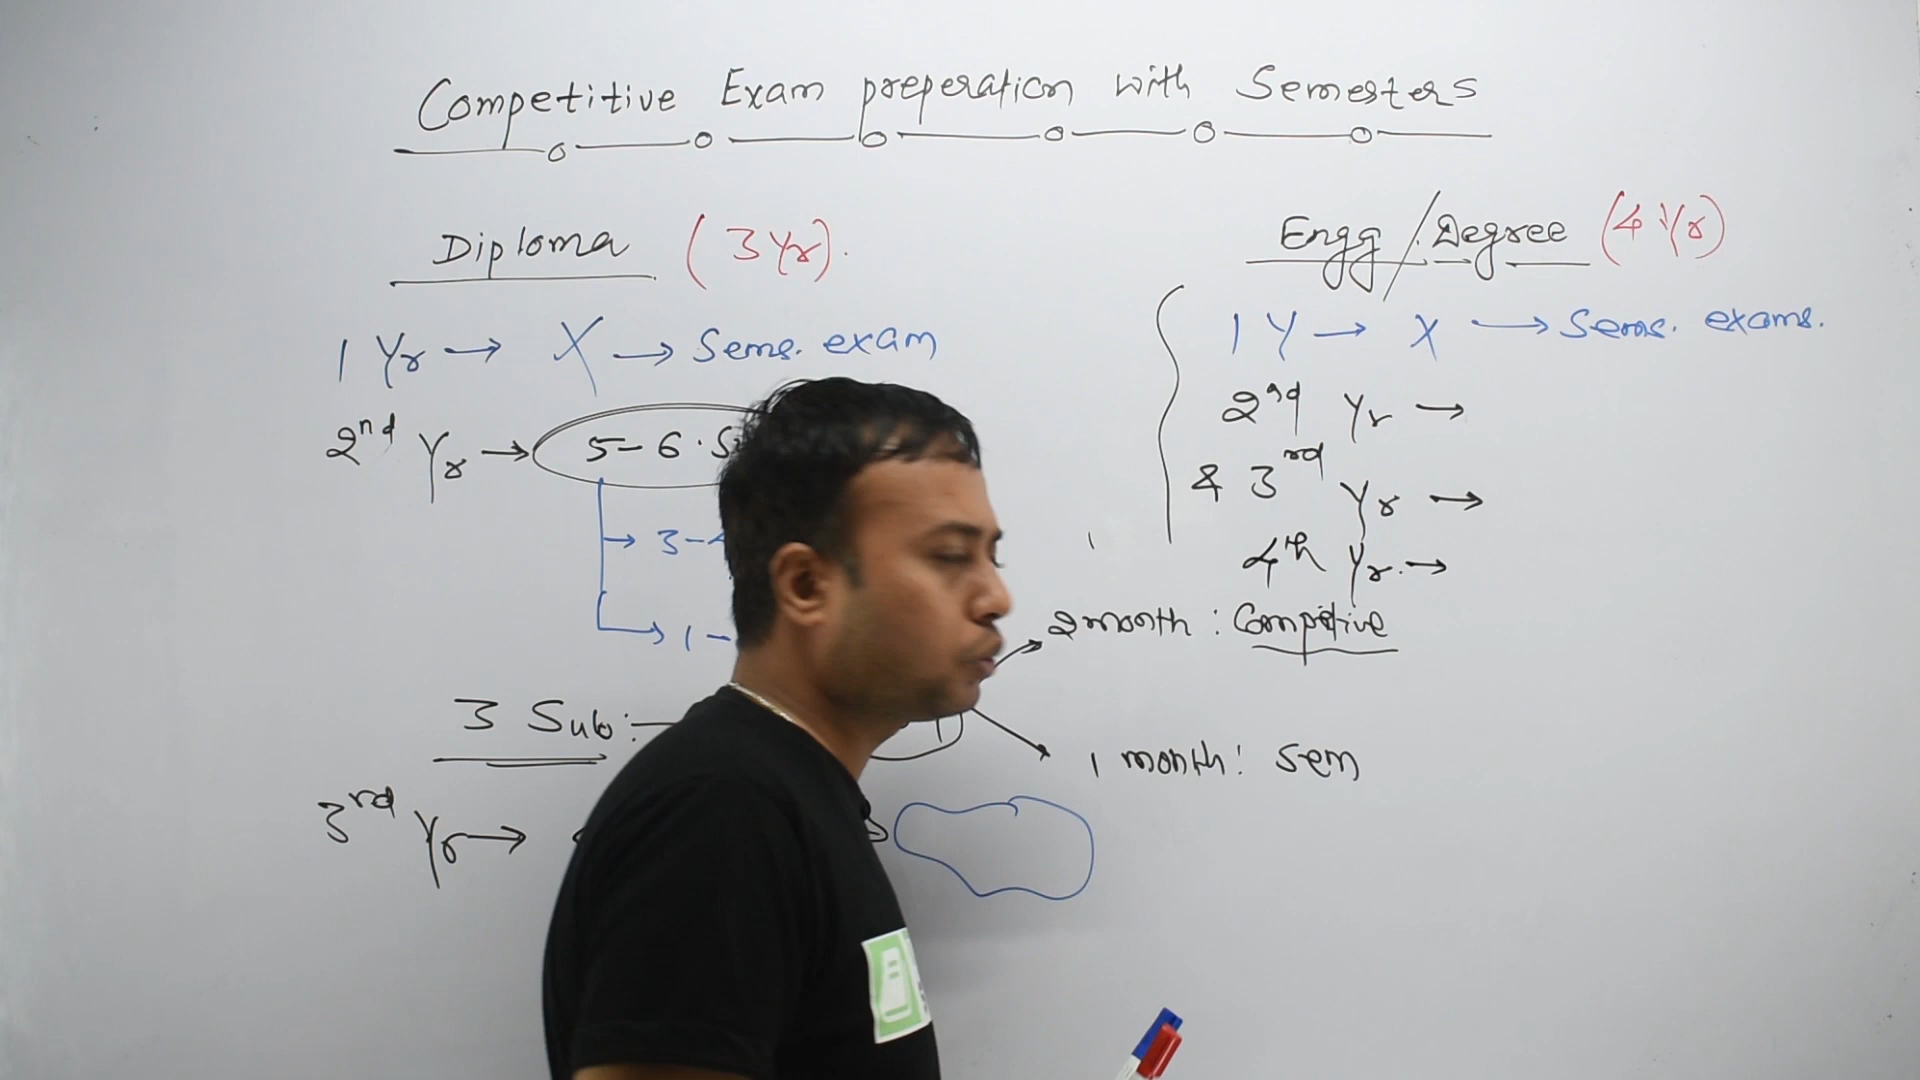 Competitive Exam preperation with Semesters
Diploma (3 Yr).
1 Yr → X → Sems. exam
2nd Yr → 5-6
→ 3-
→ 1-
3 Sub:-
3rd Yr →
Engg/Degree (4 Yr)
1 Y → X → Sems. exams.
2nd Yr →
& 3rd Yr →
4th Yr. →
2 month : Compitive
1 month : sem